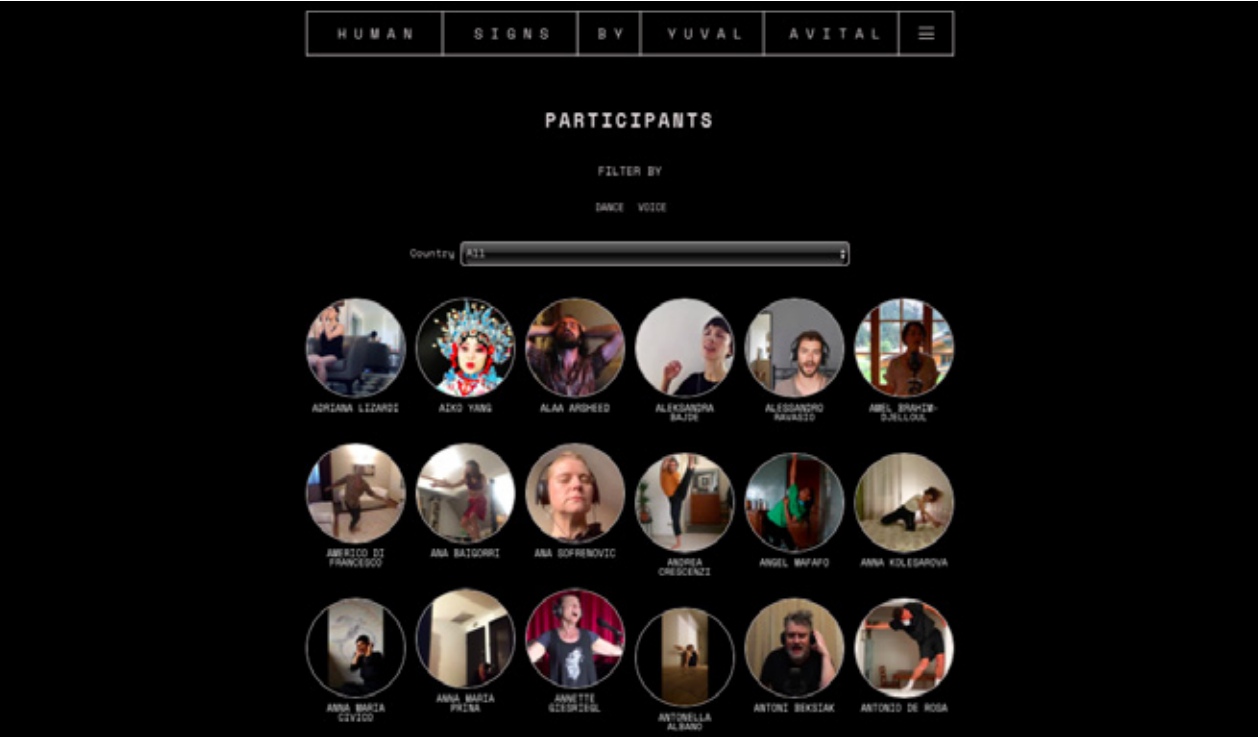 HUMAN SIGNS BY YUVAL AVITAL
PARTICIPANTS
FILTER BY
DANCE VOICE
Country All
ADRIANA LIZARDI
AIKO YANG
ALAA ARSHEED
ALEKSANDRA
BAJDE
ALESSANDRO
RAVASIO
AMEL BRAHIM-
DJELLOUL
AMERICO DI
FRANCESCO
ANA BAIGORRI
ANA SOFRENOVIC
ANDREA
CRESCENZI
ANGEL MAFAFO
ANNA KOLESAROVA
ANNA MARIA
CIVICO
ANNA MARIA
PRINA
ANNETTE
GIESRIEGL
ANTONELLA
ALBANO
ANTONI BEKSIAK
ANTONIO DE ROSA